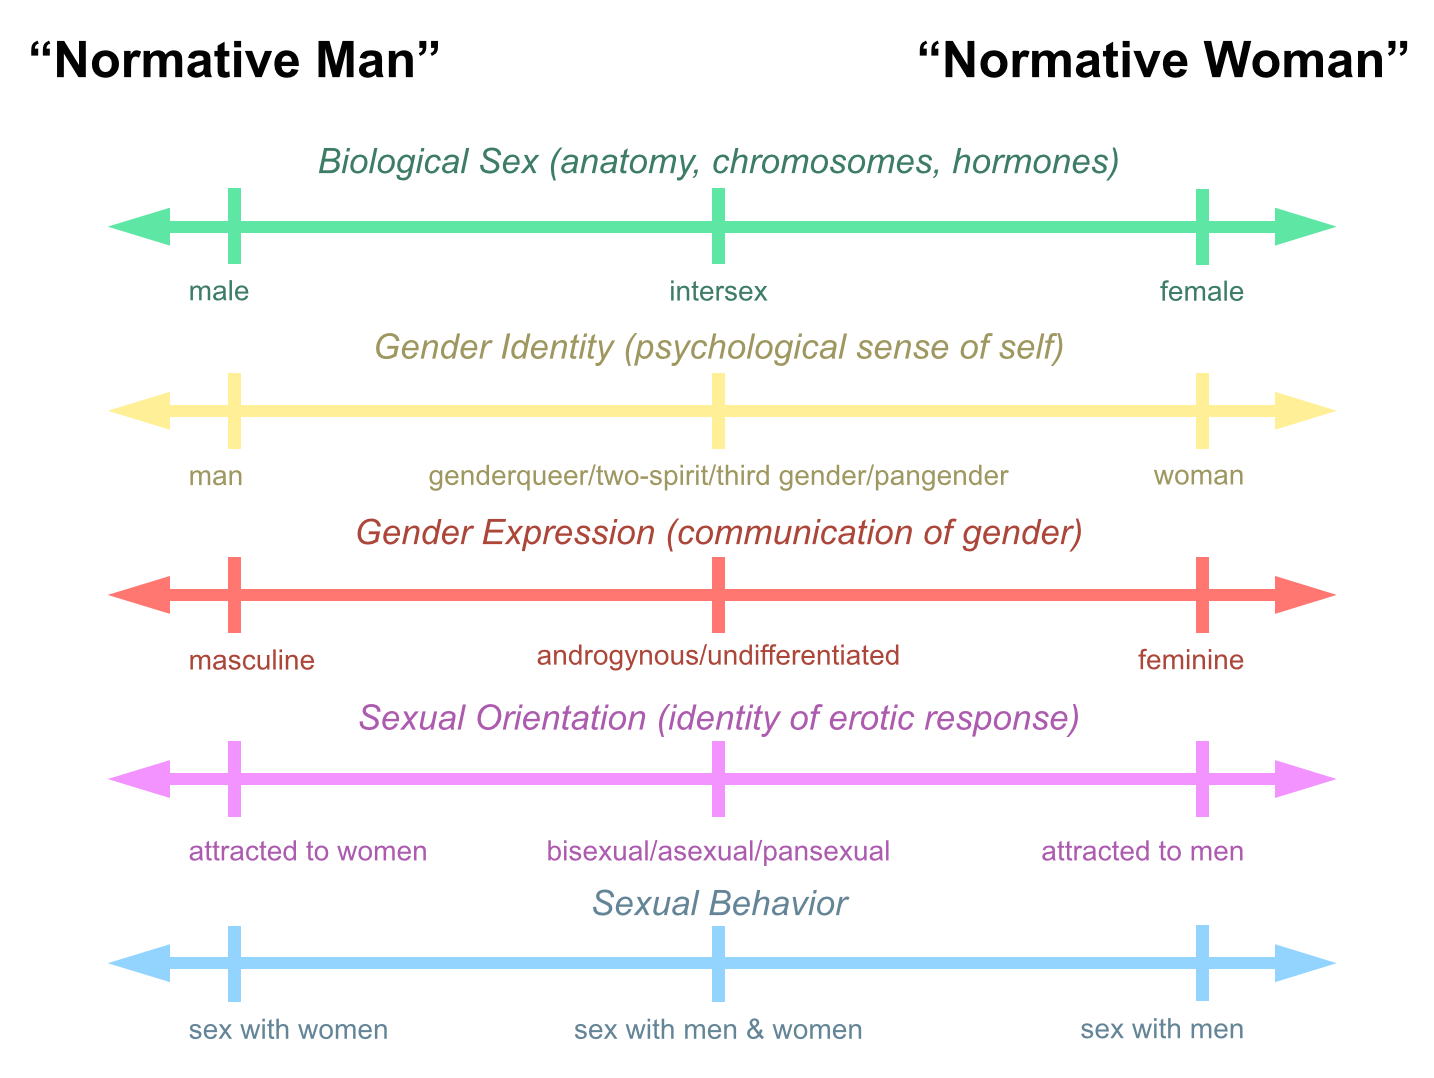 “Normative Man” “Normative Woman”
Biological Sex (anatomy, chromosomes, hormones)
male intersex female
Gender Identity (psychological sense of self)
man genderqueer/two-spirit/third gender/pangender woman
Gender Expression (communication of gender)
masculine androgynous/undifferentiated feminine
Sexual Orientation (identity of erotic response)
attracted to women bisexual/asexual/pansexual attracted to men
Sexual Behavior
sex with women sex with men & women sex with men